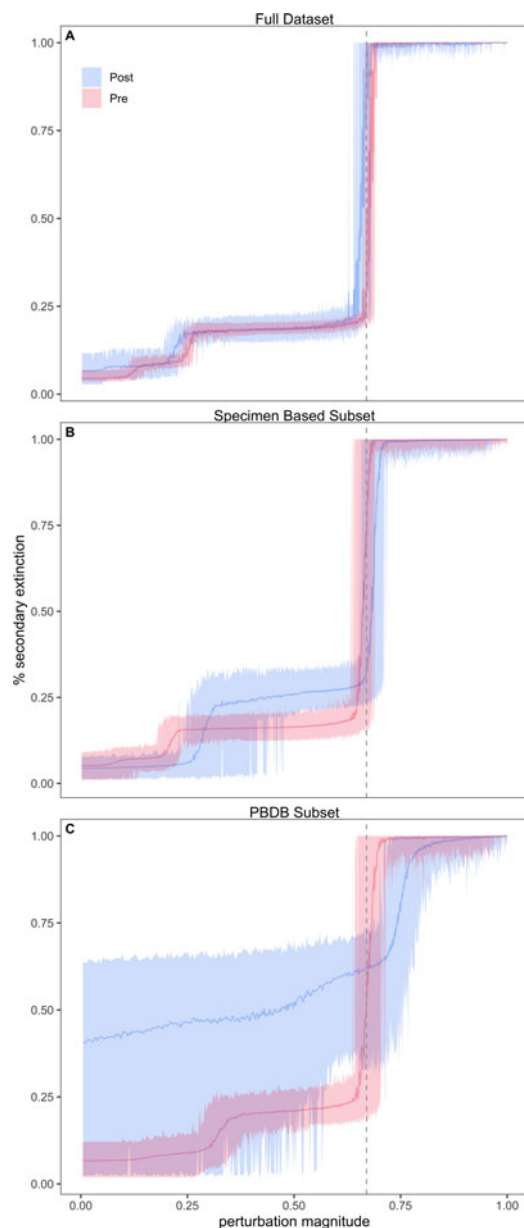 Full Dataset
A
Post
Pre
1.00
0.75
0.50
0.25
0.00
Specimen Based Subset
B
1.00
0.75
0.50
0.25
0.00
% secondary extinction
PBDB Subset
C
1.00
0.75
0.50
0.25
0.00
0.00 0.25 0.50 0.75 1.00
perturbation magnitude